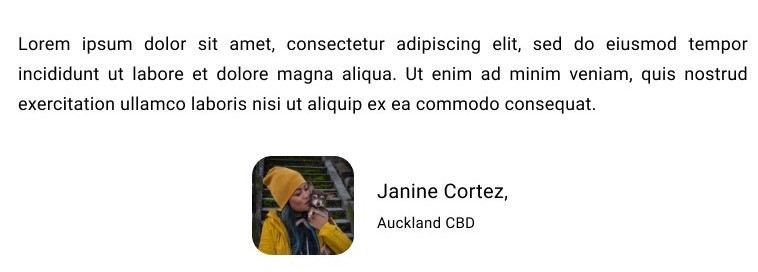 Lorem ipsum dolor sit amet, consectetur adipiscing elit, sed do eiusmod tempor
incididunt ut labore et dolore magna aliqua. Ut enim ad minim veniam, quis nostrud
exercitation ullamco laboris nisi ut aliquip ex ea commodo consequat.
Janine Cortez,
Auckland CBD